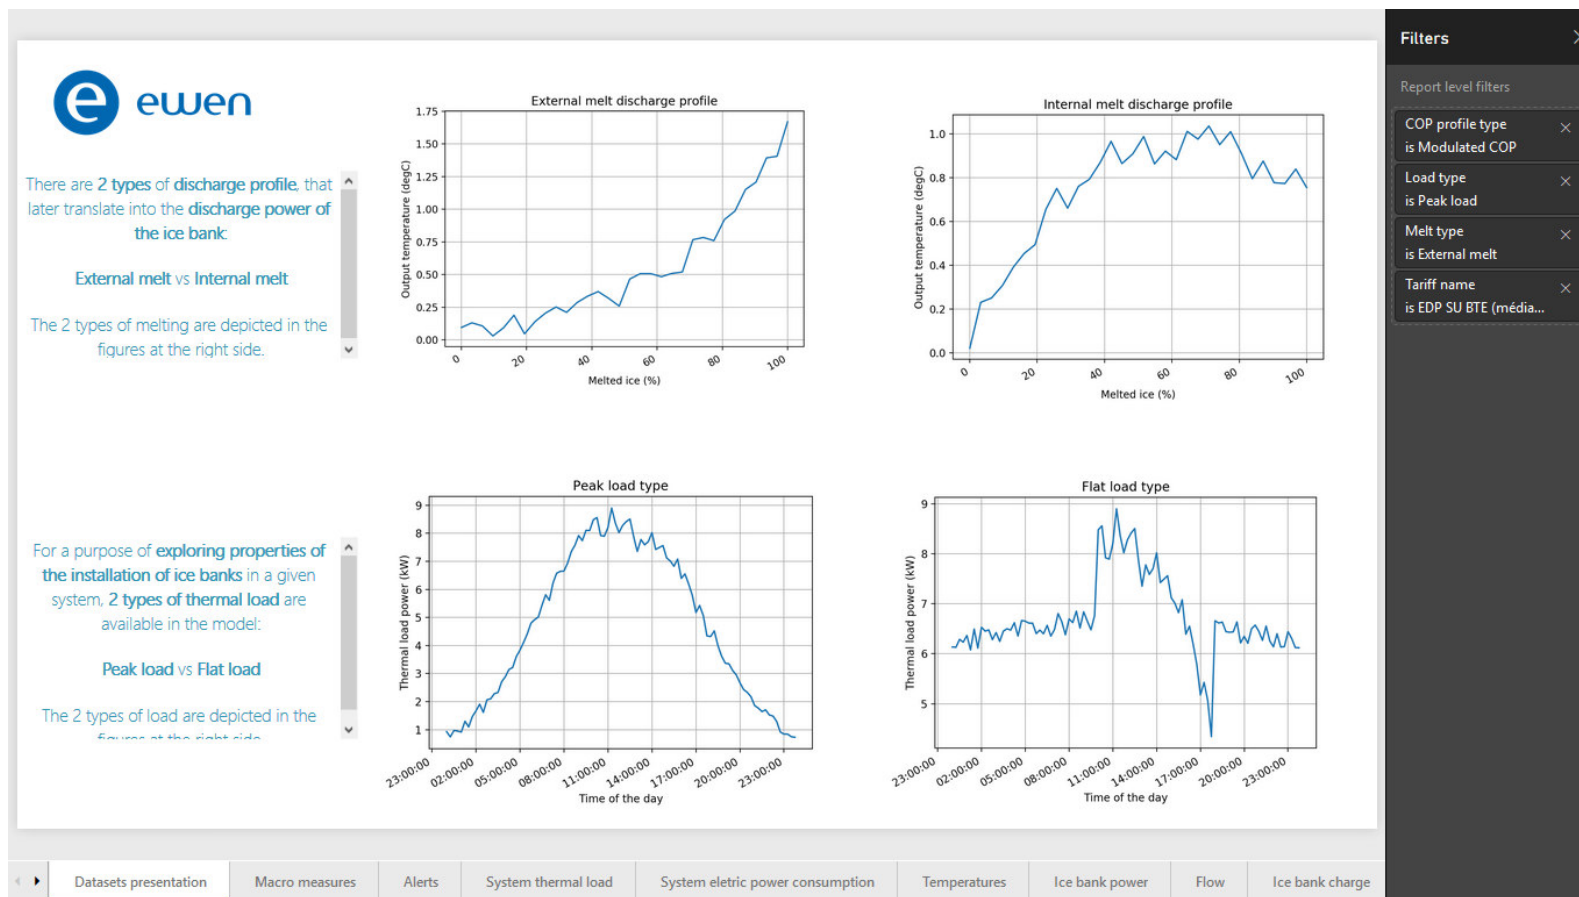 ewen
There are 2 types of discharge profile, that
later translate into the discharge power of
the ice bank:
External melt vs Internal melt
The 2 types of melting are depicted in the
figures at the right side.
External melt discharge profile
Output temperature (degC)
1.75
1.50
1.25
1.00
0.75
0.50
0.25
0.00
0
20
40
60
80
100
Melted ice (%)
Internal melt discharge profile
Output temperature (degC)
1.0
0.8
0.6
0.4
0.2
0.0
0
20
40
60
80
100
Melted ice (%)
For a purpose of exploring properties of
the installation of ice banks in a given
system, 2 types of thermal load are
available in the model:
Peak load vs Flat load
The 2 types of load are depicted in the
figures at the right side
Peak load type
Thermal load power (kW)
9
8
7
6
5
4
3
2
1
23:00:00
02:00:00
05:00:00
08:00:00
11:00:00
14:00:00
17:00:00
20:00:00
23:00:00
Time of the day
Flat load type
Thermal load power (kW)
9
8
7
6
5
23:00:00
02:00:00
05:00:00
08:00:00
11:00:00
14:00:00
17:00:00
20:00:00
23:00:00
Time of the day
Filters
Report level filters
COP profile type
is Modulated COP
Load type
is Peak load
Melt type
is External melt
Tariff name
is EDP SU BTE (média...
Datasets presentation
Macro measures
Alerts
System thermal load
System eletric power consumption
Temperatures
Ice bank power
Flow
Ice bank charge